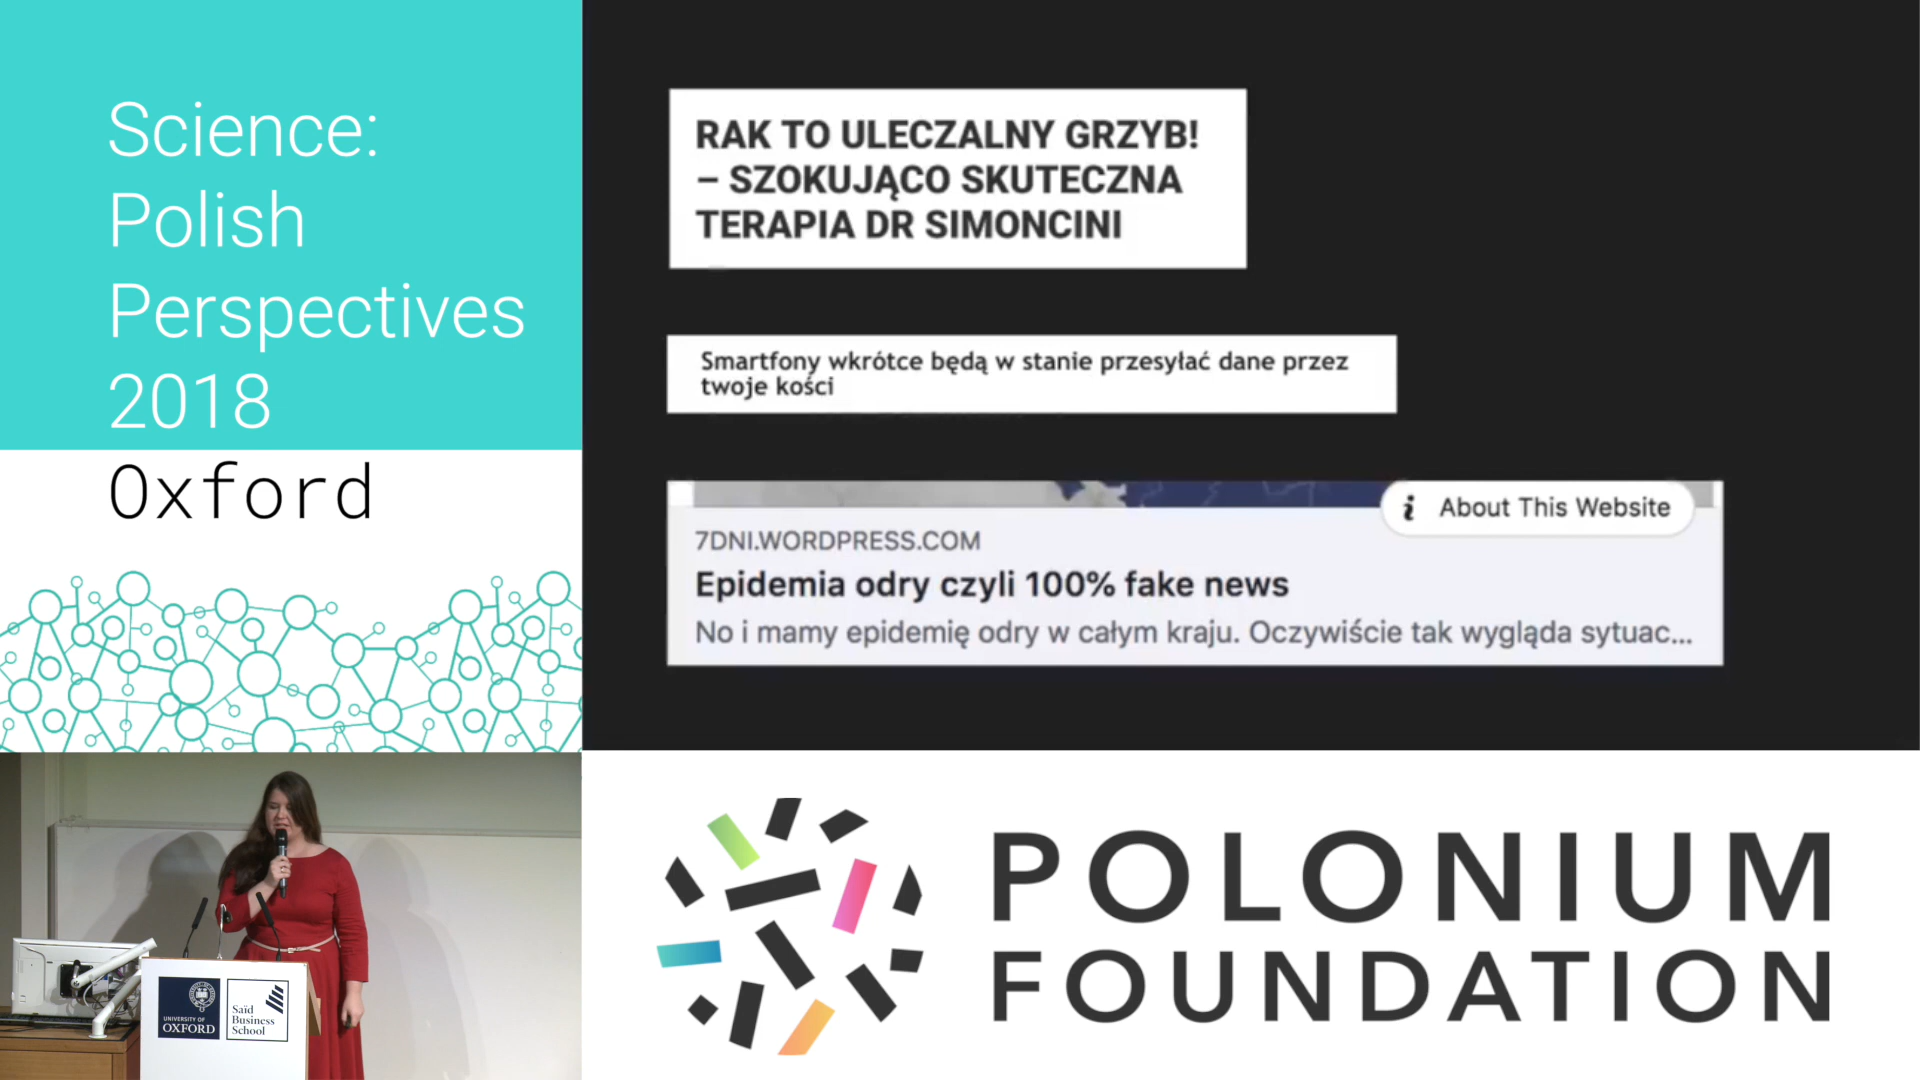 Science:
Polish
Perspectives
2018
Oxford
RAK TO ULECZALNY GRZYB!
– SZOKUJĄCO SKUTECZNA
TERAPIA DR SIMONCINI
Smartfony wkrótce będą w stanie przesyłać dane przez
twoje kości
About This Website
7DNI.WORDPRESS.COM
Epidemia odry czyli 100% fake news
No i mamy epidemię odry w całym kraju. Oczywiście tak wygląda sytuac...
UNIVERSITY OF
OXFORD
Saïd
Business
School
POLONIUM
FOUNDATION